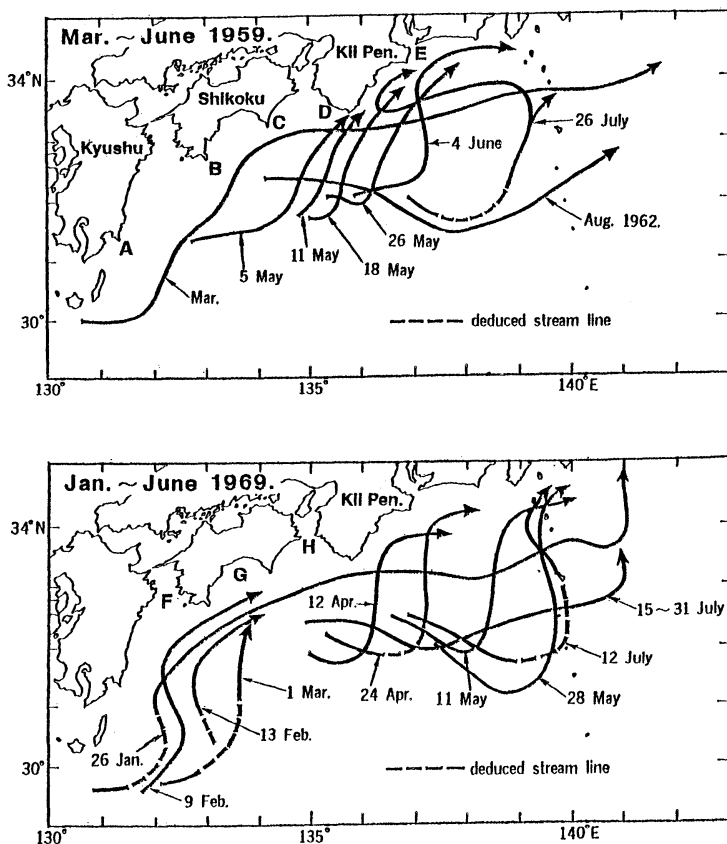 Mar. ~ June 1959.
Kii Pen.
E
34°N
Shikoku
D
C
26 July
Kyushu
4 June
B
Aug. 1962.
A
26 May
11 May
18 May
5 May
Mar.
30°
deduced stream line
130°
135°
140°E
Jan. ~ June 1969.
Kii Pen.
34°N
H
G
F
12 Apr.
15 ~ 31 July
12 July
1 Mar.
24 Apr.
11 May
28 May
13 Feb.
26 Jan.
30°
9 Feb.
deduced stream line
130°
135°
140°E